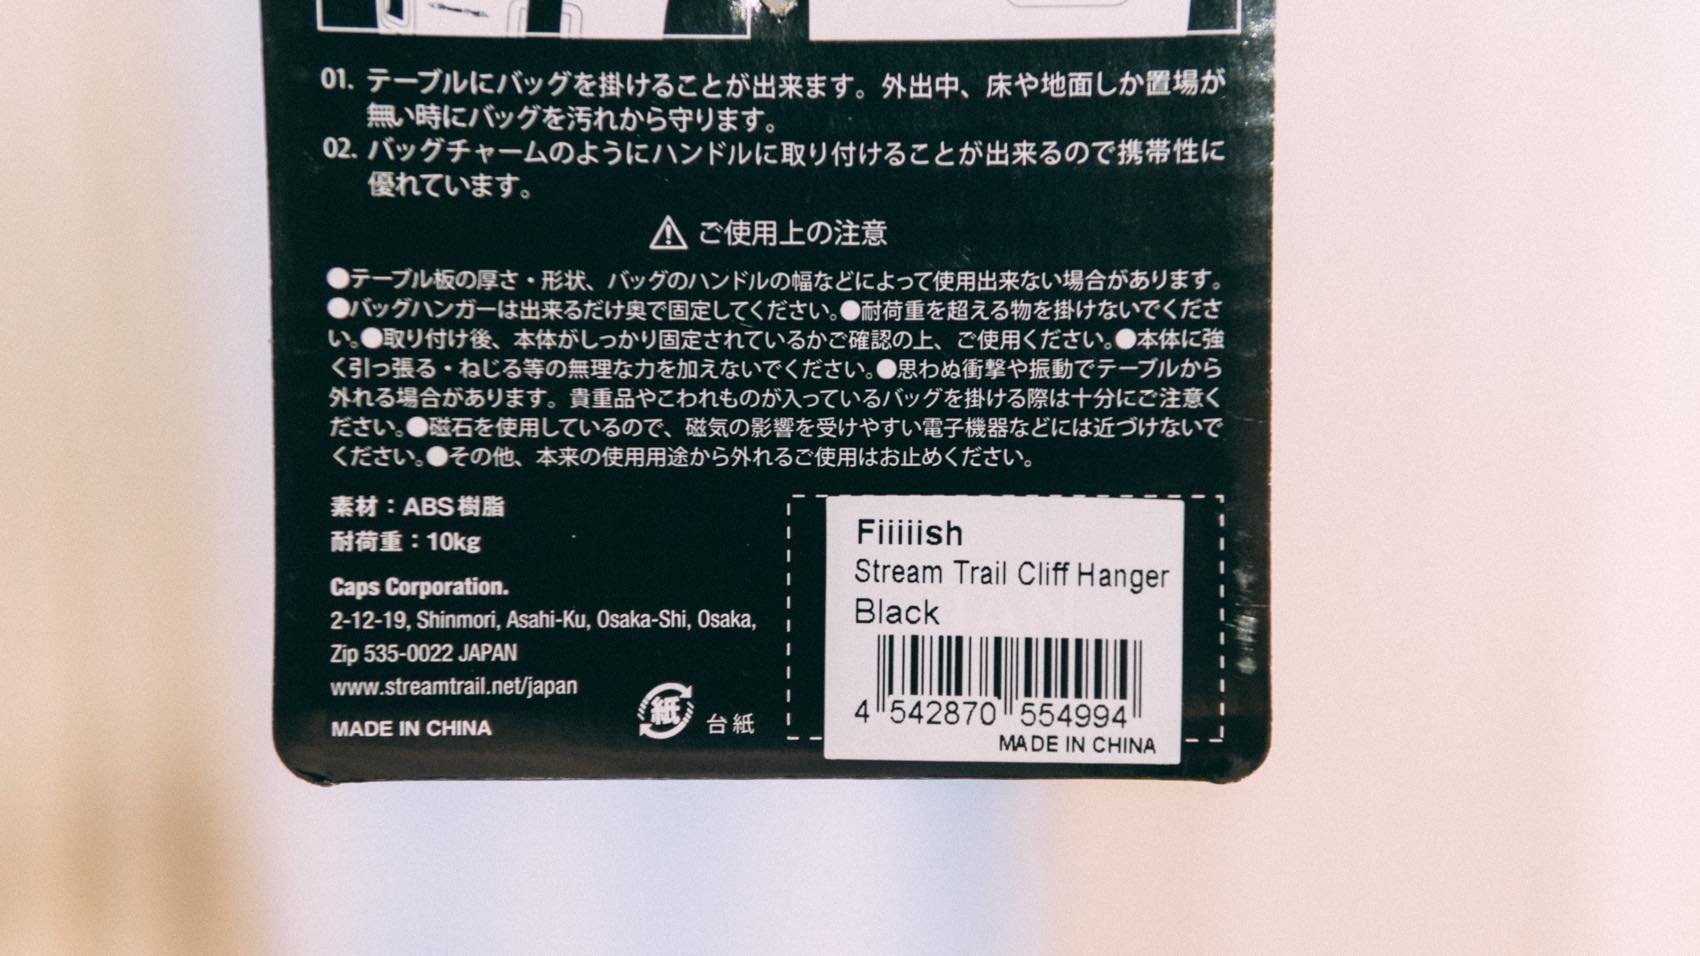 01. テーブルにバッグを掛けることが出来ます。外出中、床や地面しか置場が
無い時にバッグを汚れから守ります。
02. バッグチャームのようにハンドルに取り付けることが出来るので携帯性に
優れています。
ご使用上の注意
●テーブル板の厚さ・形状、バッグのハンドルの幅などによって使用出来ない場合があります。
●バッグハンガーは出来るだけ奥で固定してください。●耐荷重を超える物を掛けないでくださ
い。●取り付け後、本体がしっかり固定されているかご確認の上、ご使用ください。●本体に強
く引っ張る・ねじる等の無理な力を加えないでください。●思わぬ衝撃や振動でテーブルから
外れる場合があります。貴重品やこわれものが入っているバッグを掛ける際は十分にご注意く
ださい。●磁石を使用しているので、磁気の影響を受けやすい電子機器などには近づけないで
ください。●その他、本来の使用用途から外れるご使用はお止めください。
素材：ABS樹脂
耐荷重：10kg
Caps Corporation.
2-12-19, Shinmori, Asahi-Ku, Osaka-Shi, Osaka,
Zip 535-0022 JAPAN
www.streamtrail.net/japan
MADE IN CHINA
紙
台紙
Fiiiiish
Stream Trail Cliff Hanger
Black
4 542870 554994
MADE IN CHINA